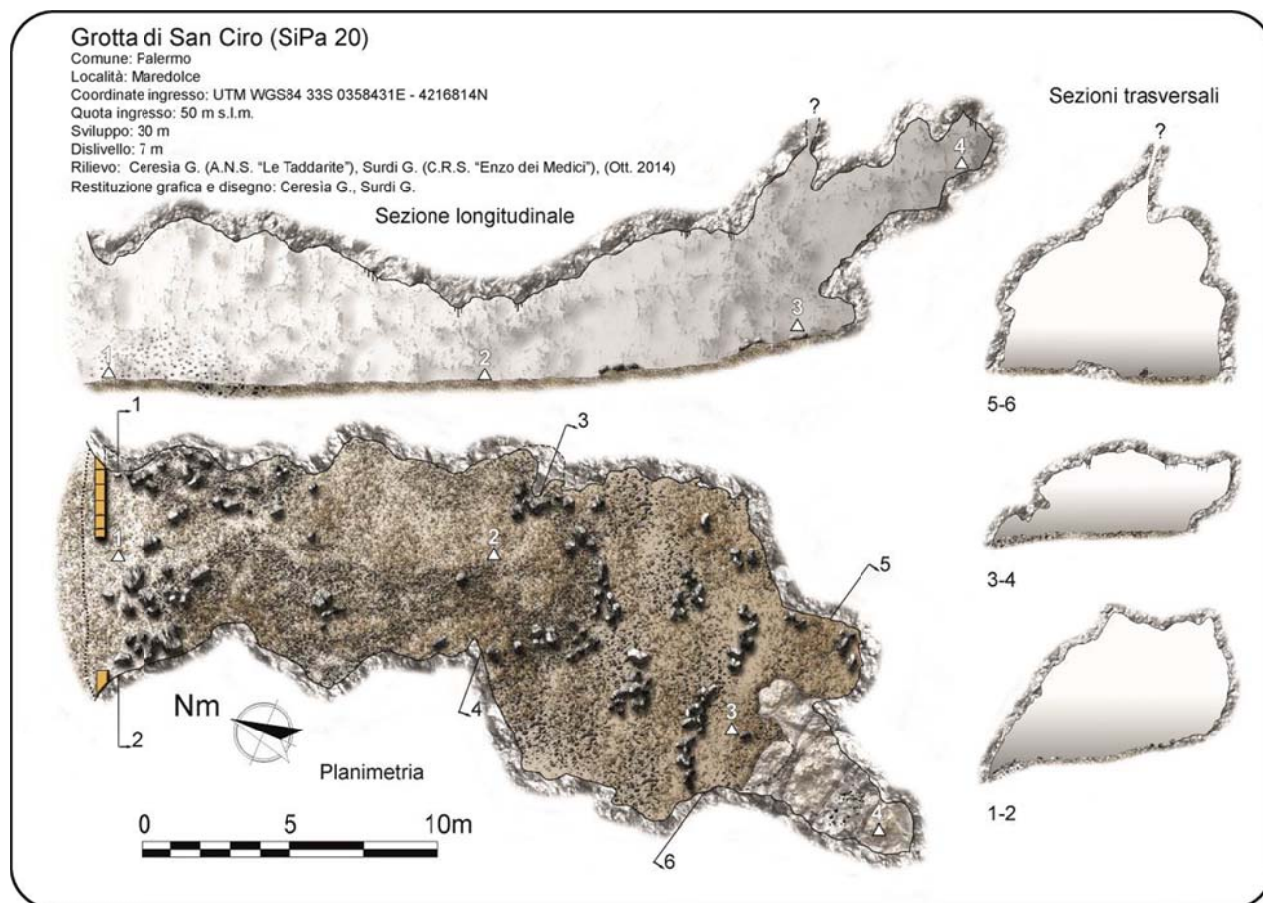 Grotta di San Ciro (SiPa 20)
Comune: Palermo
Località: Maredolce
Coordinate ingresso: UTM WGS84 33S 0358431E - 4216814N
Quota ingresso: 50 m s.l.m.
Sviluppo: 30 m
Dislivello: 7 m
Rilievo: Ceresia G. (A.N.S. “Le Taddarite”), Surdi G. (C.R.S. “Enzo dei Medici”), (Ott. 2014)
Restituzione grafica e disegno: Ceresia G., Surdi G.
Sezione longitudinale
?
4
3
2
1
Sezioni trasversali
?
5-6
3-4
1-2
1
3
1
2
5
4
3
Nm
2
4
6
Planimetria
0 5 10m